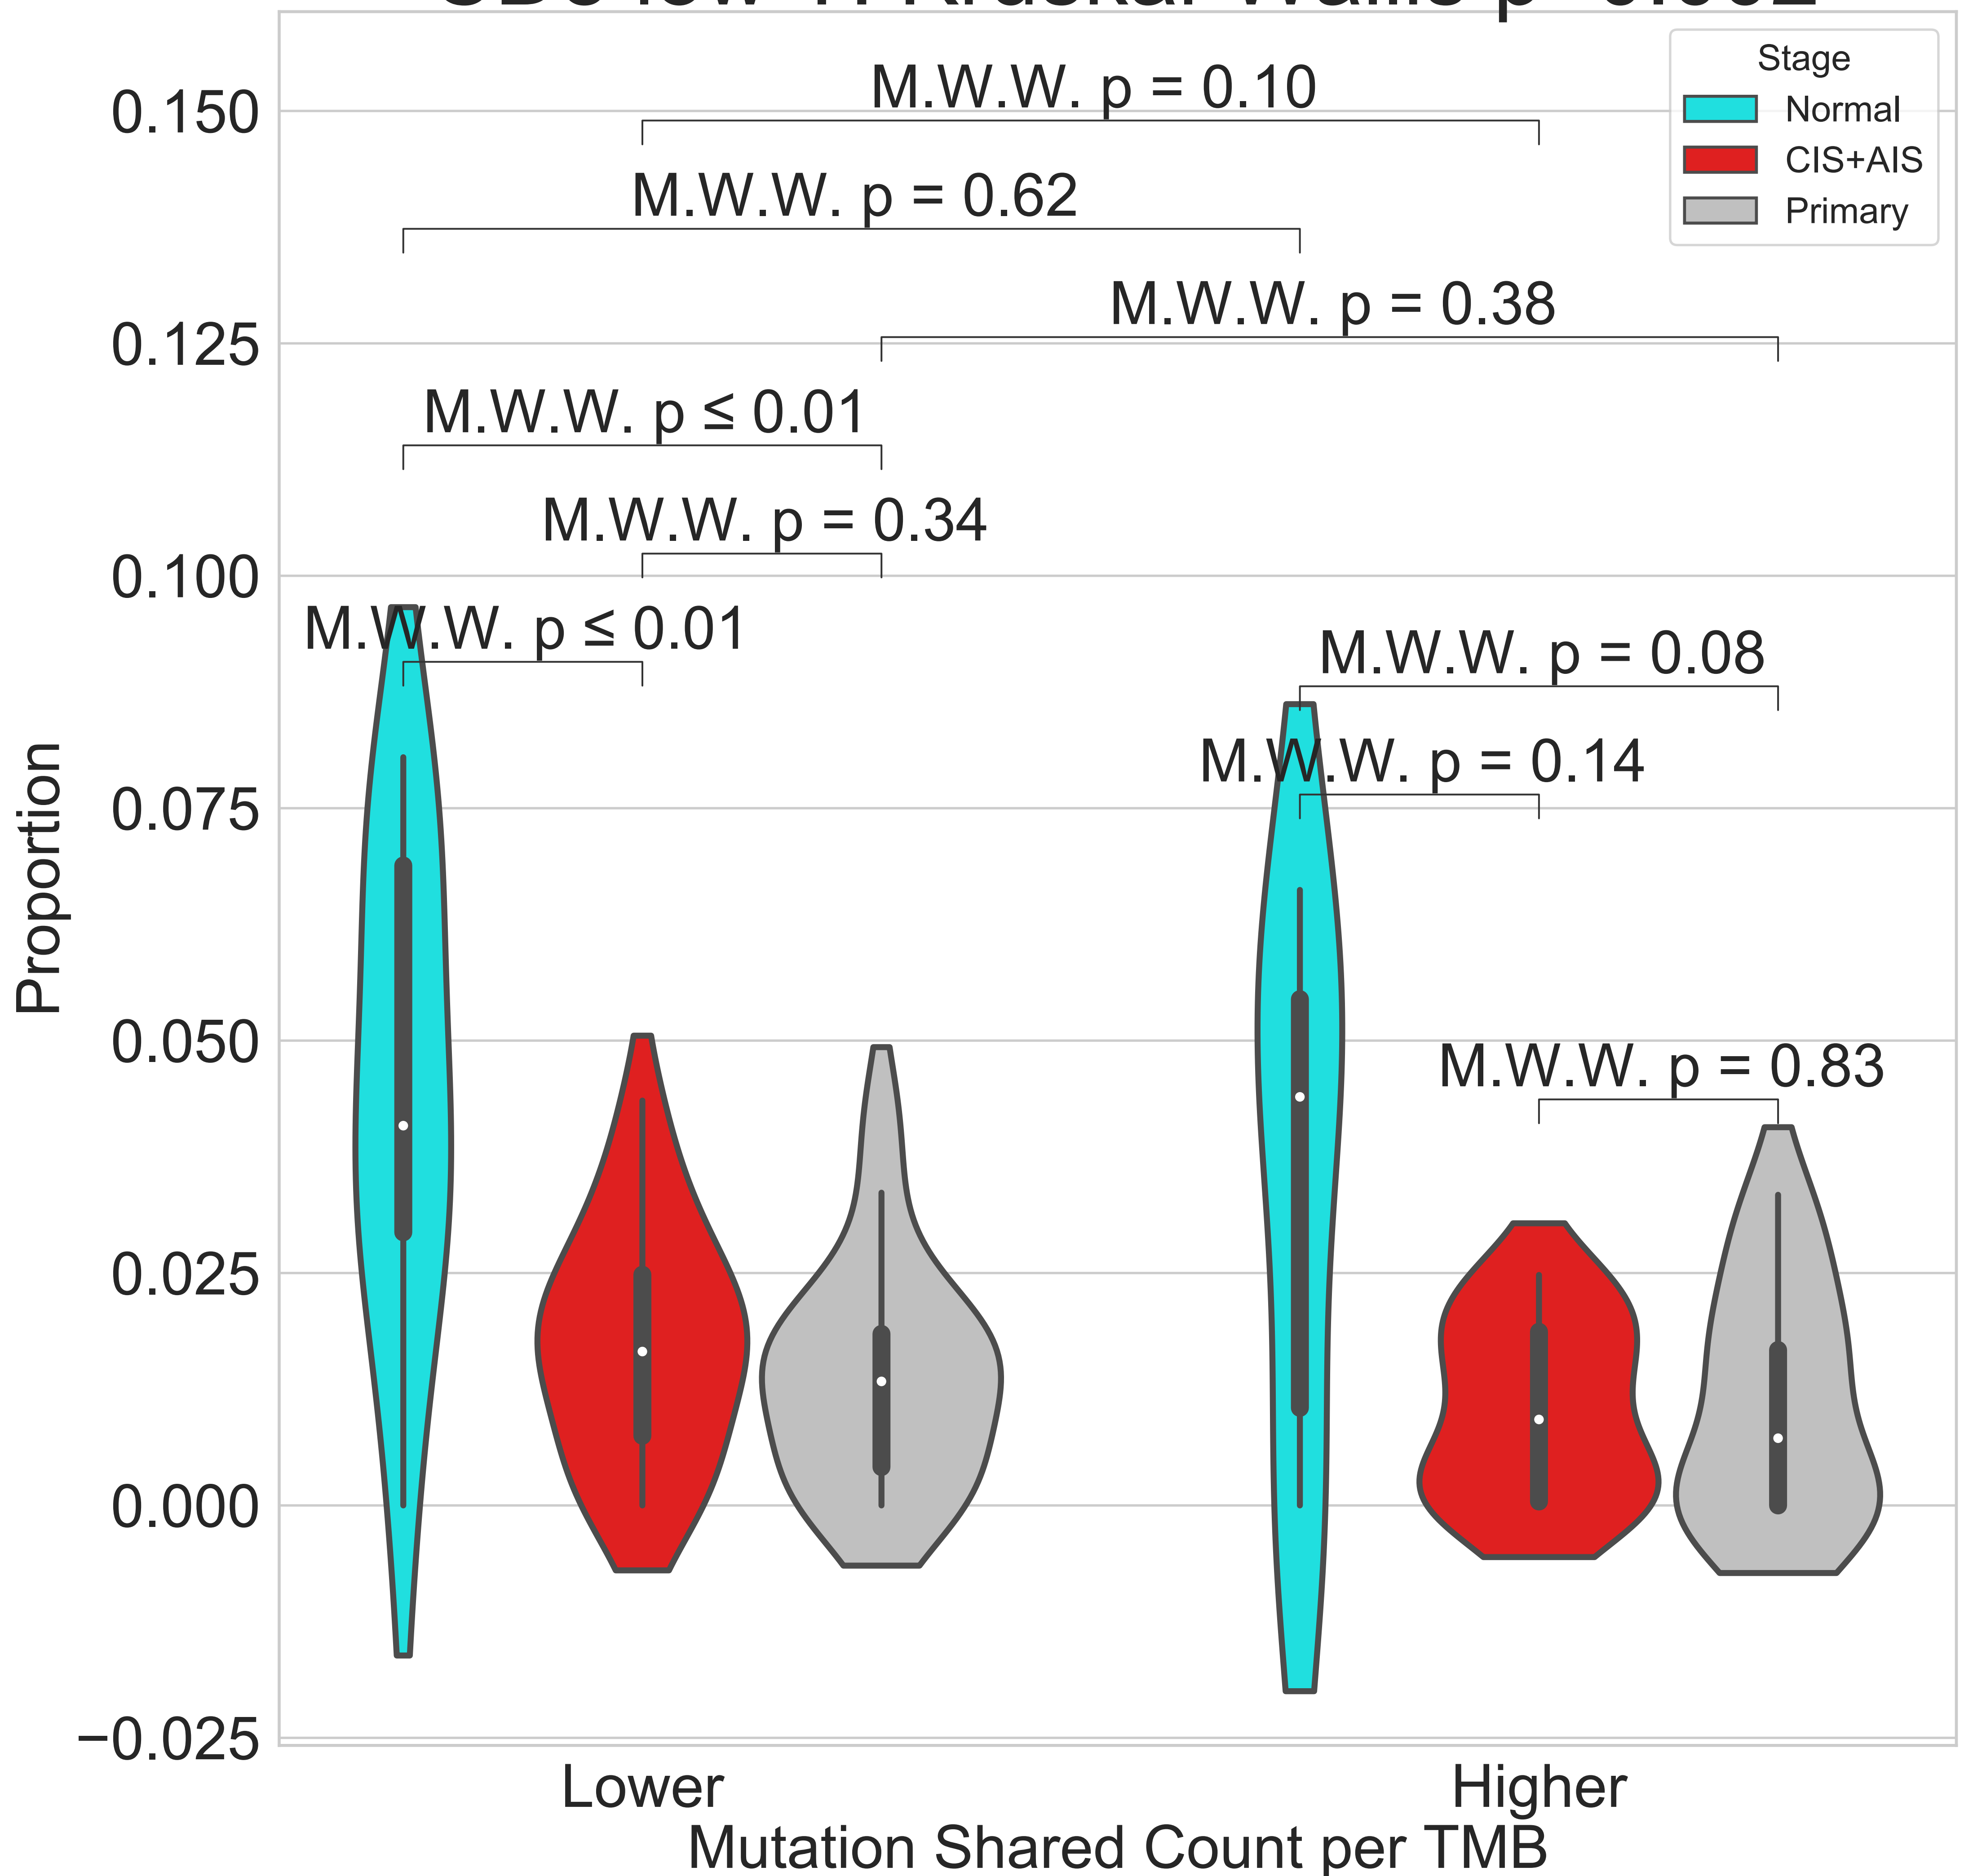 Stage
Normal
CIS+AIS
Primary
M.W.W. p = 0.10
M.W.W. p = 0.62
M.W.W. p = 0.38
M.W.W. p ≤ 0.01
M.W.W. p = 0.34
M.W.W. p ≤ 0.01
M.W.W. p = 0.08
M.W.W. p = 0.14
M.W.W. p = 0.83
0.150
0.125
0.100
0.075
0.050
0.025
0.000
−0.025
Proportion
Lower
Higher
Mutation Shared Count per TMB